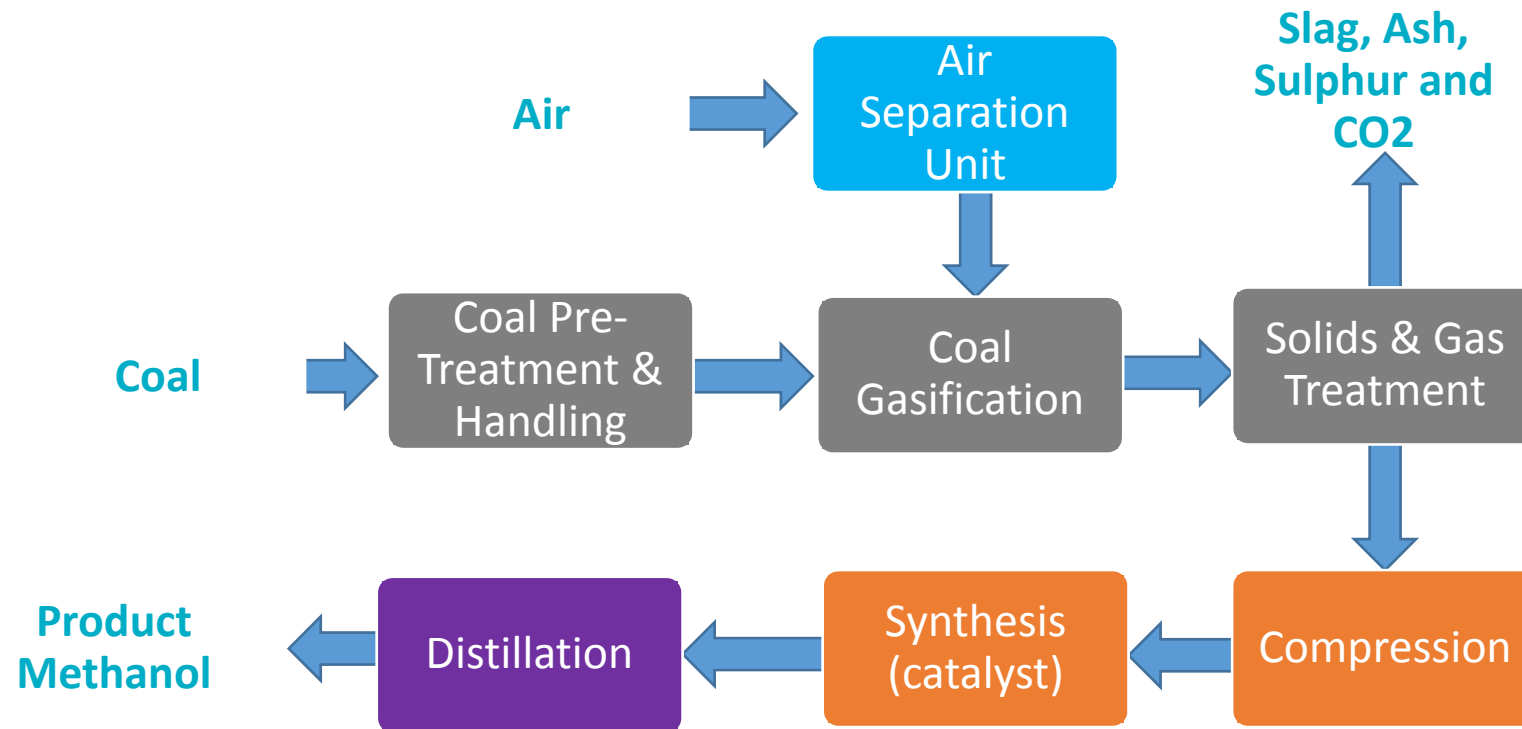 Air
Air
Separation
Unit
Slag, Ash,
Sulphur and
CO2
Coal
Coal Pre-
Treatment &
Handling
Coal
Gasification
Solids & Gas
Treatment
Product
Methanol
Distillation
Synthesis
(catalyst)
Compression